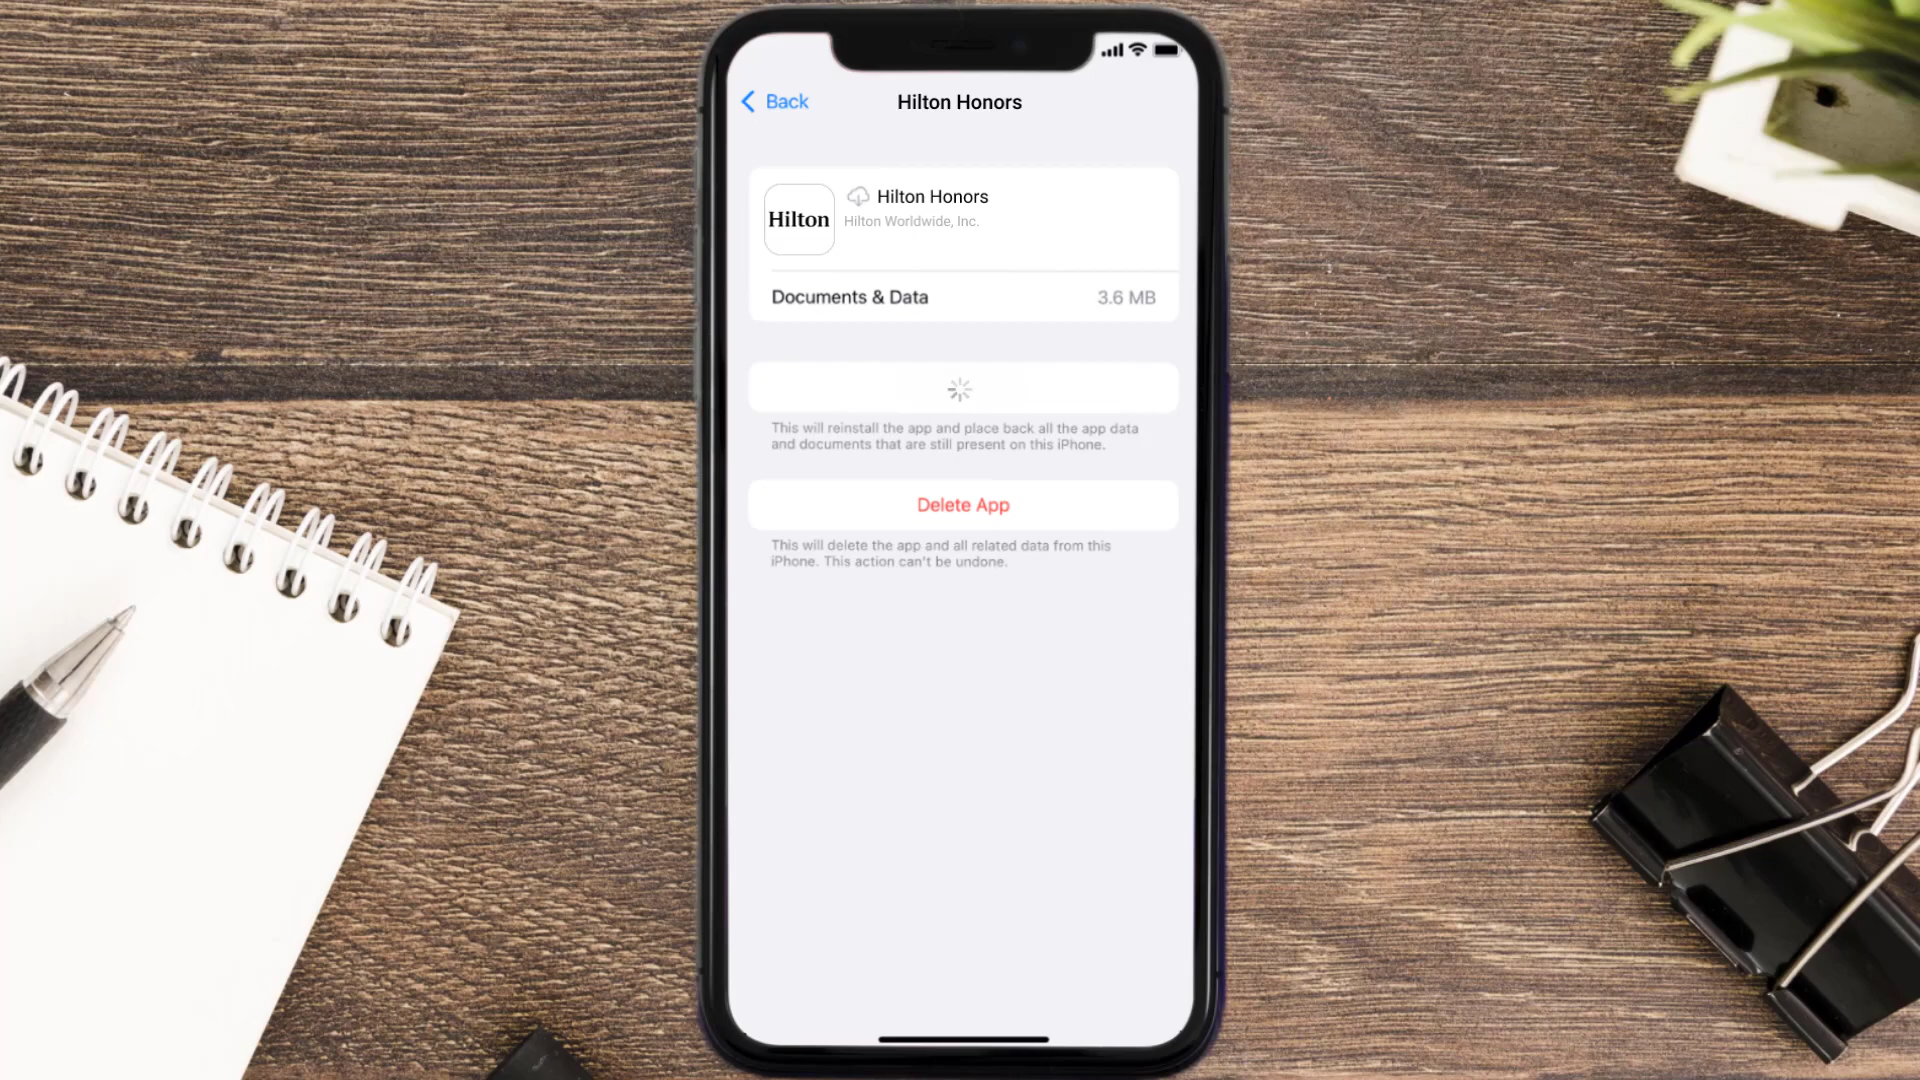 Back
Hilton Honors
Hilton
Hilton Honors
Hilton Worldwide, Inc.
Documents & Data 3.6 MB
This will reinstall the app and place back all the app data
and documents that are still present on this iPhone.
Delete App
This will delete the app and all related data from this
iPhone. This action can't be undone.